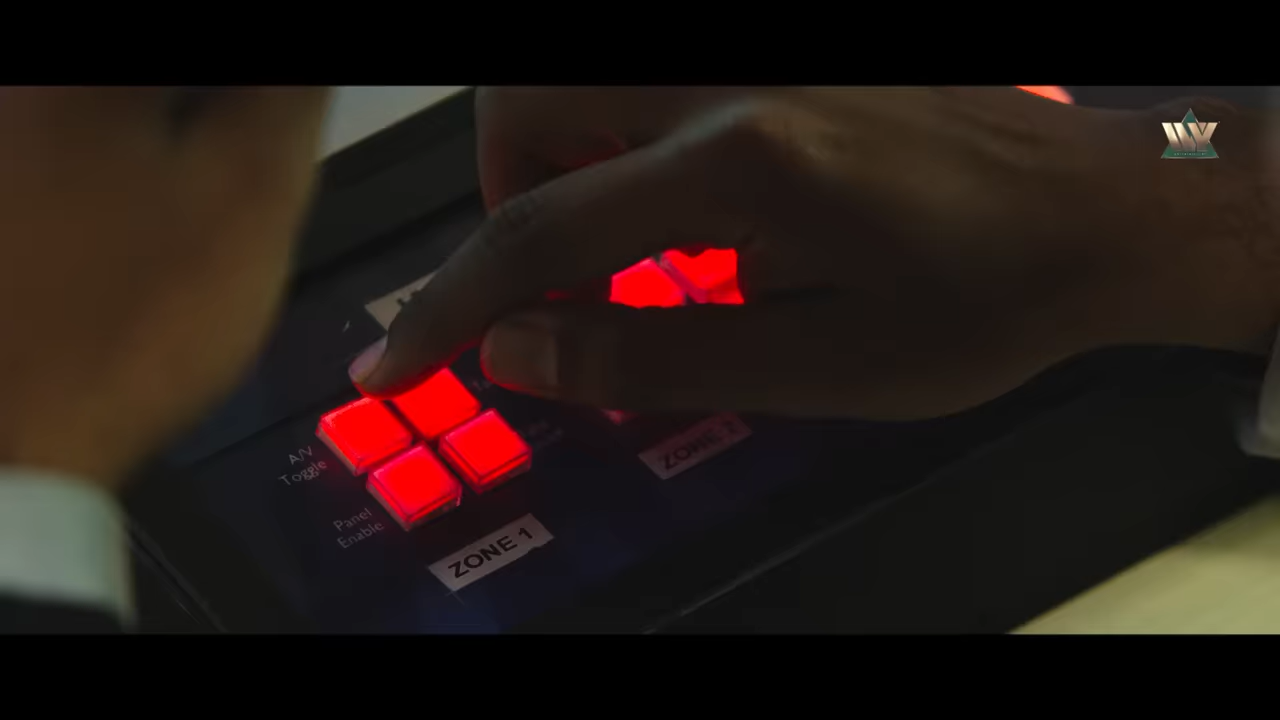 A/V
Toggle
Panel
Enable
ZONE 1
ZONE 2